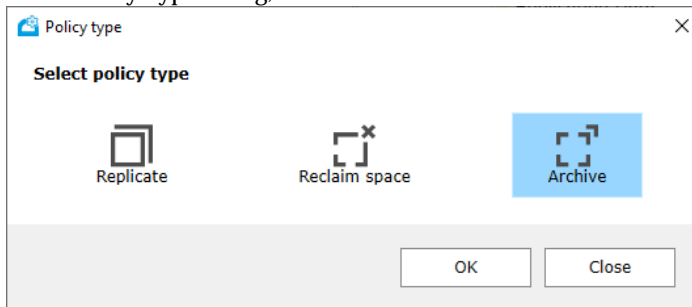 Policy type
Select policy type
Replicate
Reclaim space
Archive
OK
Close